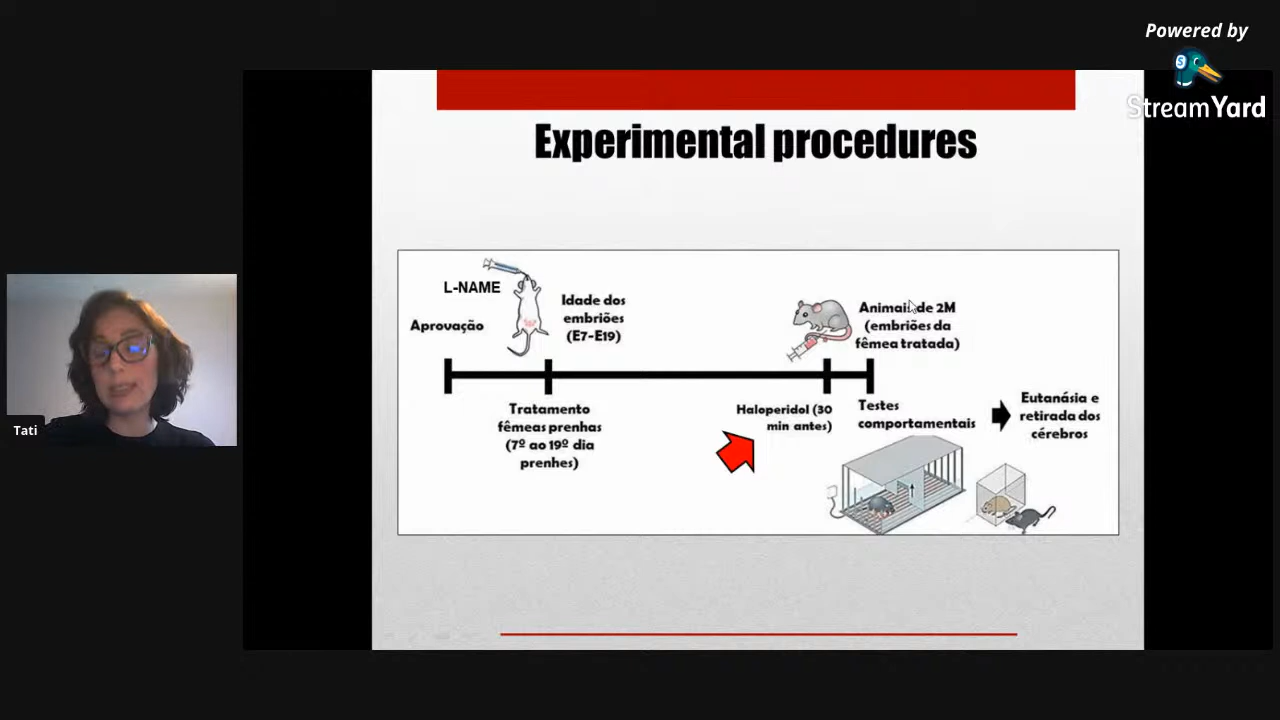 Powered by
StreamYard
Experimental procedures
L-NAME
Aprovação
Idade dos
embriões
(E7-E19)
Animais de 2M
(embriões da
fêmea tratada)
Tratamento
fêmeas prenhas
(7º ao 19º dia
prenhes)
Haloperidol (30
min antes)
Testes
comportamentais
Eutanásia e
retirada dos
cérebros
Tati